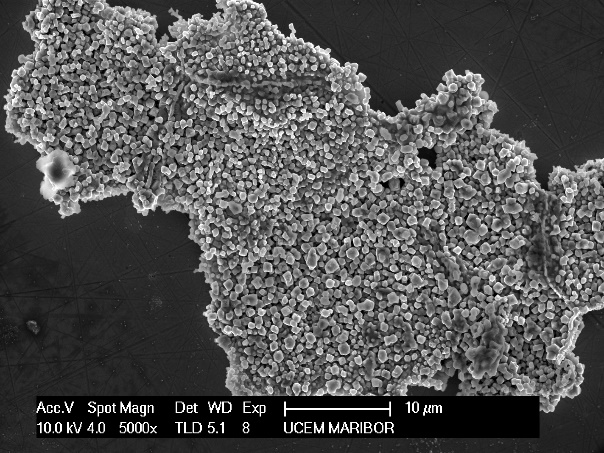 Acc.V Spot Magn Det WD Exp 10 µm
10.0 kV 4.0 5000x TLD 5.1 8 UCEM MARIBOR